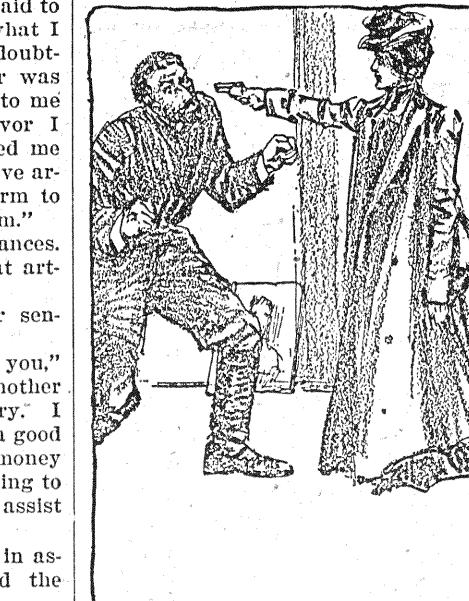 aid to
what I
doubt-
r was
to me
vor I
ed me
ve ar-
rm to
m."
ances.
at art-
r sen-
you,"
nother
ry. I
a good
money
ing to
assist
in as-
d the